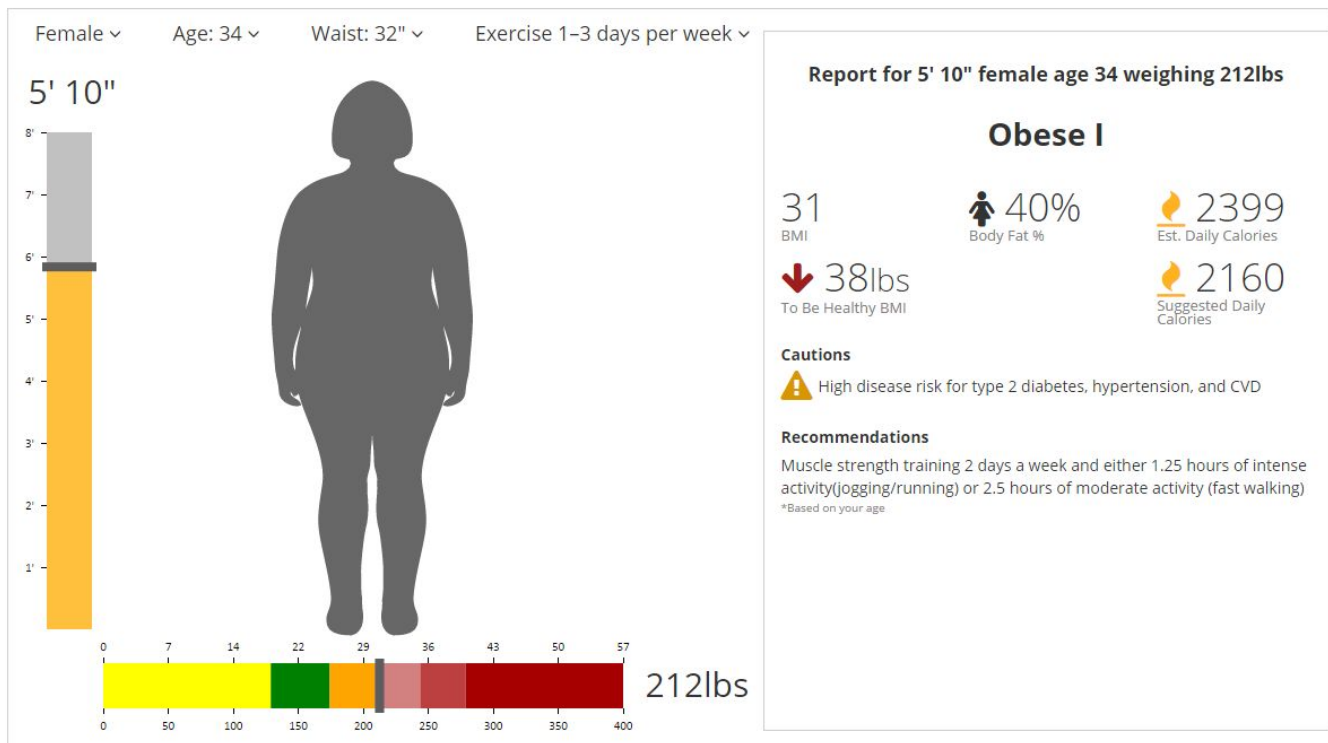 Female Age: 34 Waist: 32" Exercise 1–3 days per week
5' 10"
8'
7'
6'
5'
4'
3'
2'
1'
0 7 14 22 29 36 43 50 57
212lbs
0 50 100 150 200 250 300 350 400
Report for 5' 10" female age 34 weighing 212lbs
Obese I
31 40% 2399
BMI Body Fat % Est. Daily Calories
38lbs 2160
To Be Healthy BMI Suggested Daily
Calories
Cautions
High disease risk for type 2 diabetes, hypertension, and CVD
Recommendations
Muscle strength training 2 days a week and either 1.25 hours of intense
activity(jogging/running) or 2.5 hours of moderate activity (fast walking)
*Based on your age